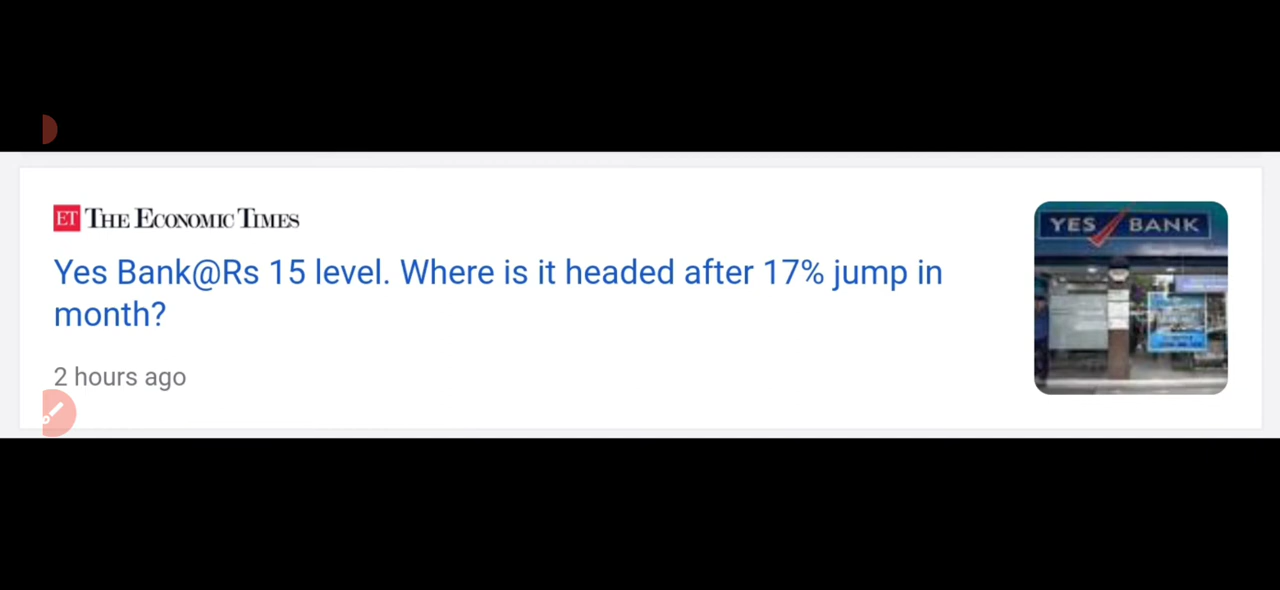 ET THE ECONOMIC TIMES
Yes Bank@Rs 15 level. Where is it headed after 17% jump in
month?
2 hours ago
YES BANK